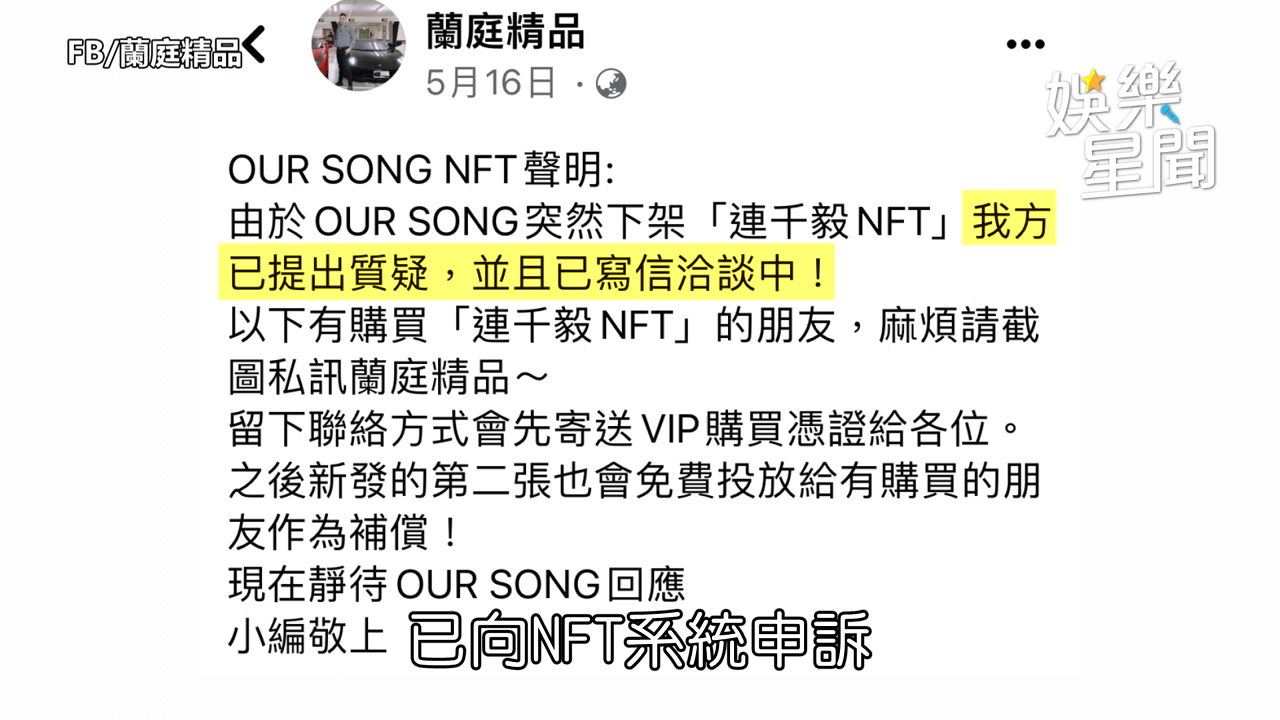 FB/蘭庭精品
蘭庭精品
5月16日 ·
娛樂
星聞
OUR SONG NFT聲明:
由於OUR SONG突然下架「連千毅NFT」我方
已提出質疑，並且已寫信洽談中！
以下有購買「連千毅NFT」的朋友，麻煩請截
圖私訊蘭庭精品～
留下聯絡方式會先寄送VIP購買憑證給各位。
之後新發的第二張也會免費投放給有購買的朋
友作為補償！
現在靜待OUR SONG回應
小編敬上
已向NFT系統申訴